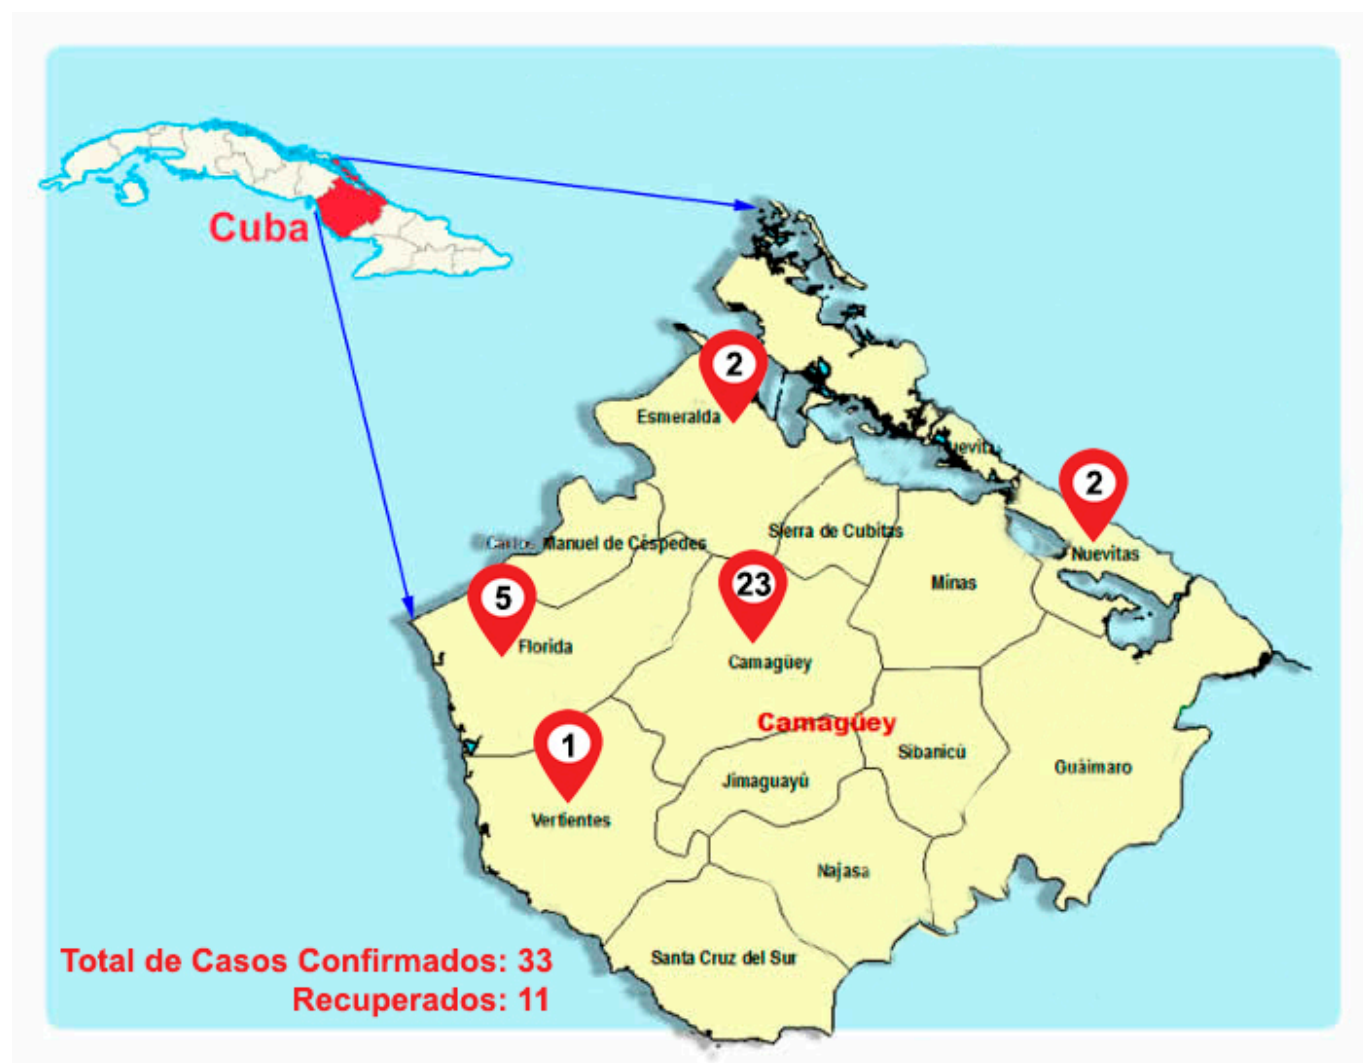 Cuba
2
Esmeralda
2
Nuevitas
Sierra de Cubitas
Carlos Manuel de Céspedes
Nuevitas
5
23
Minas
Florida
Camagüey
Camagüey
1
Sibanicú
Guáimaro
Jimaguayú
Vertientes
Najasa
Santa Cruz del Sur
Total de Casos Confirmados: 33
Recuperados: 11